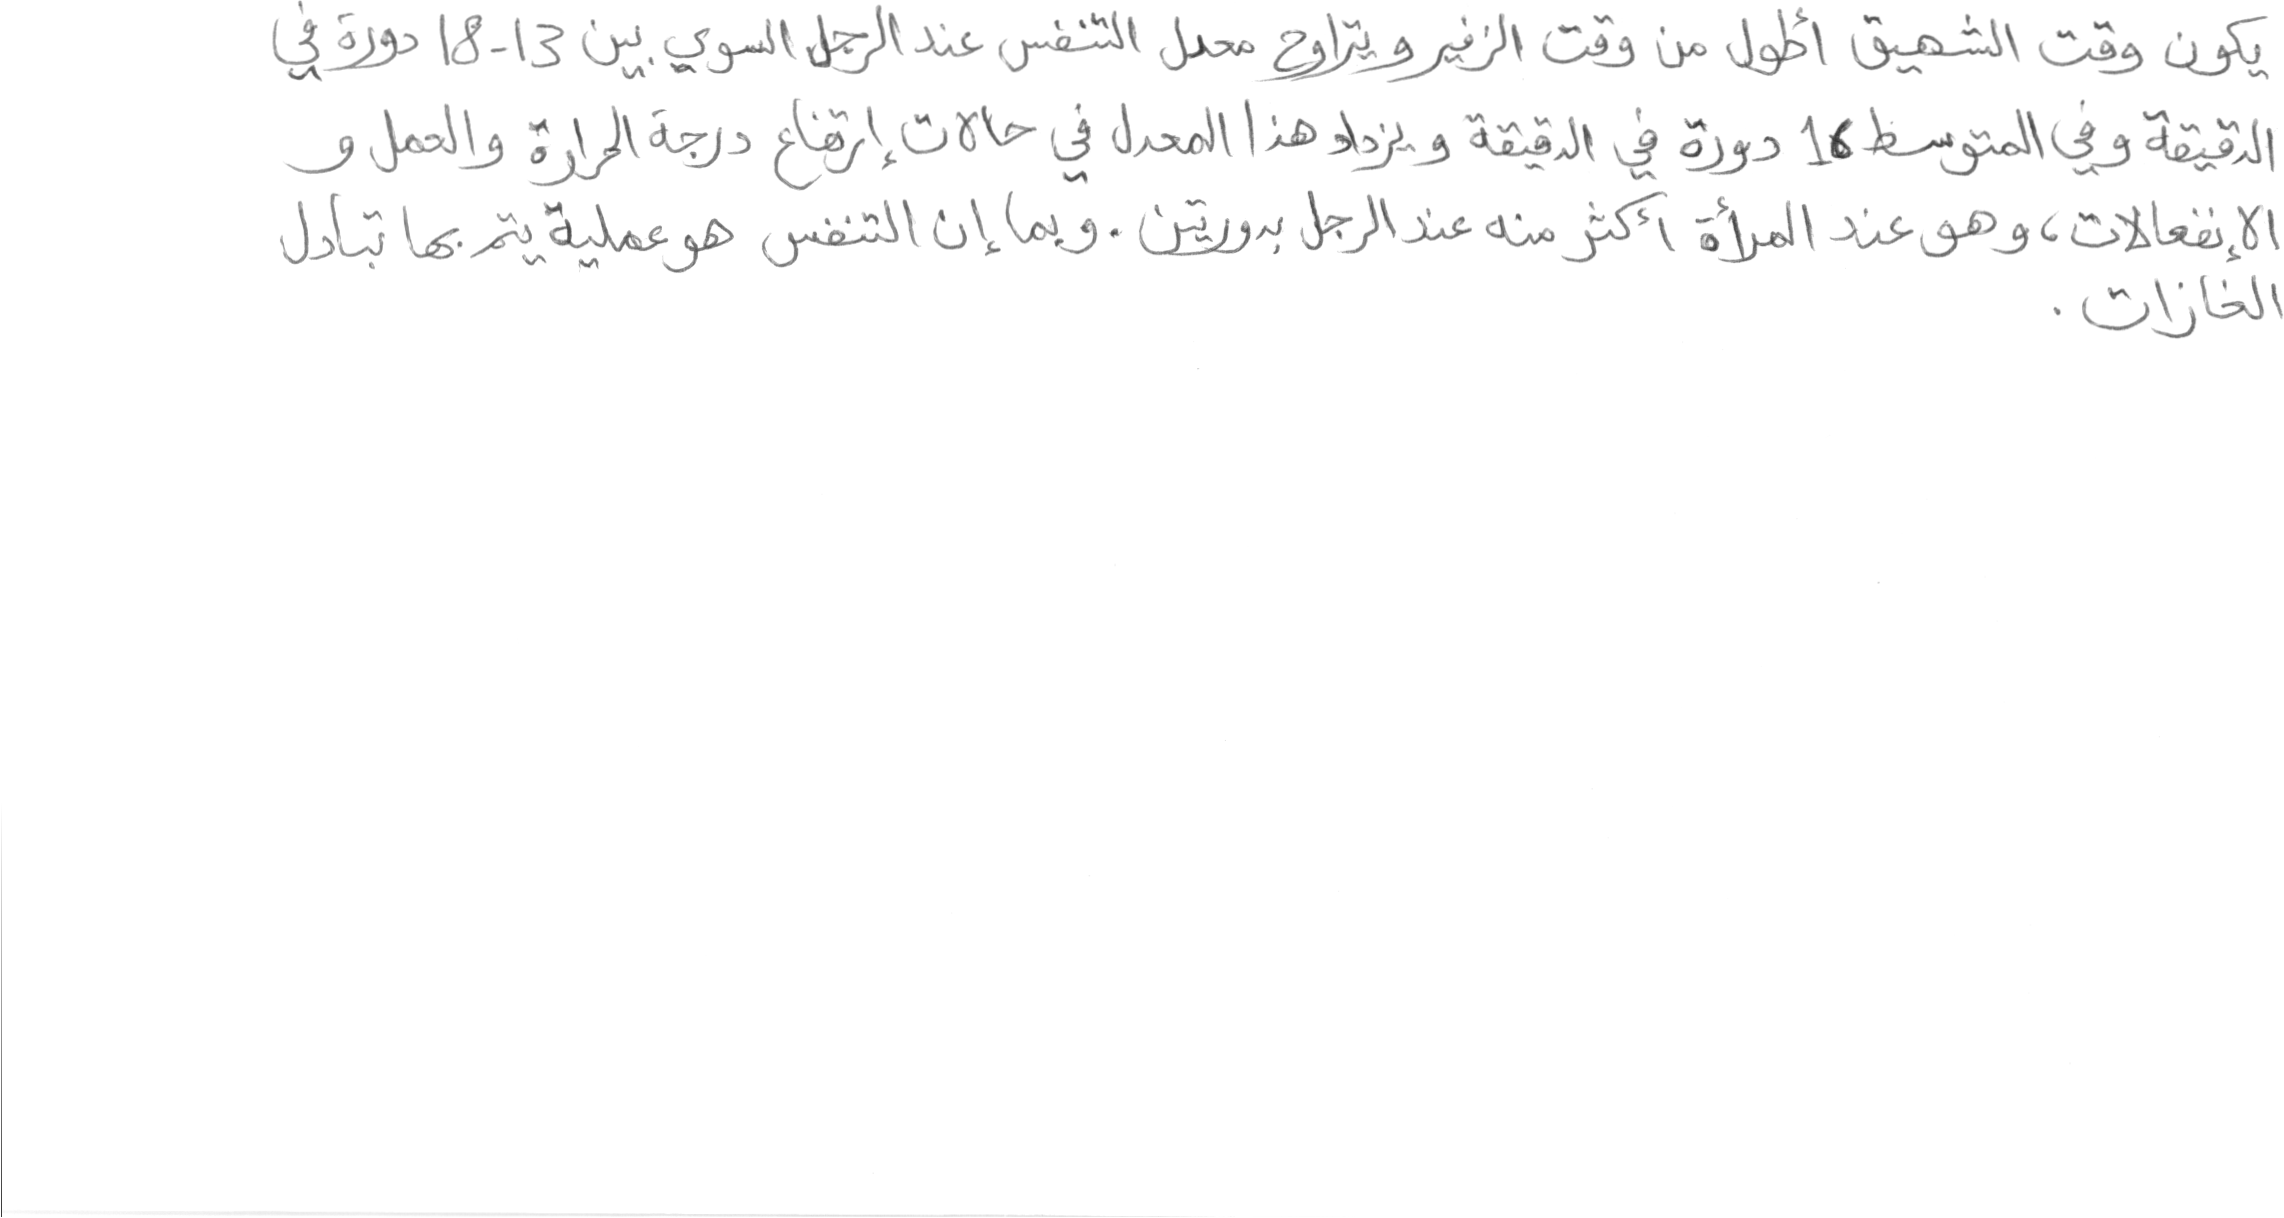 يكون وقت الشهيق أطول من وقت الزفير ويتراوح معدل التنفس عند الرجل السوي بين 13-18 دورة في
الدقيقة وفي المتوسط 16 دورة في الدقيقة ويزداد هذا المعدل في حالات إرتفاع درجة الحرارة والعمل و
الإنفعالات، وهو عند المرأة أكثر منه عند الرجل بدورتين. وبما إن التنفس هو عملية يتم بها تبادل
الغازات.